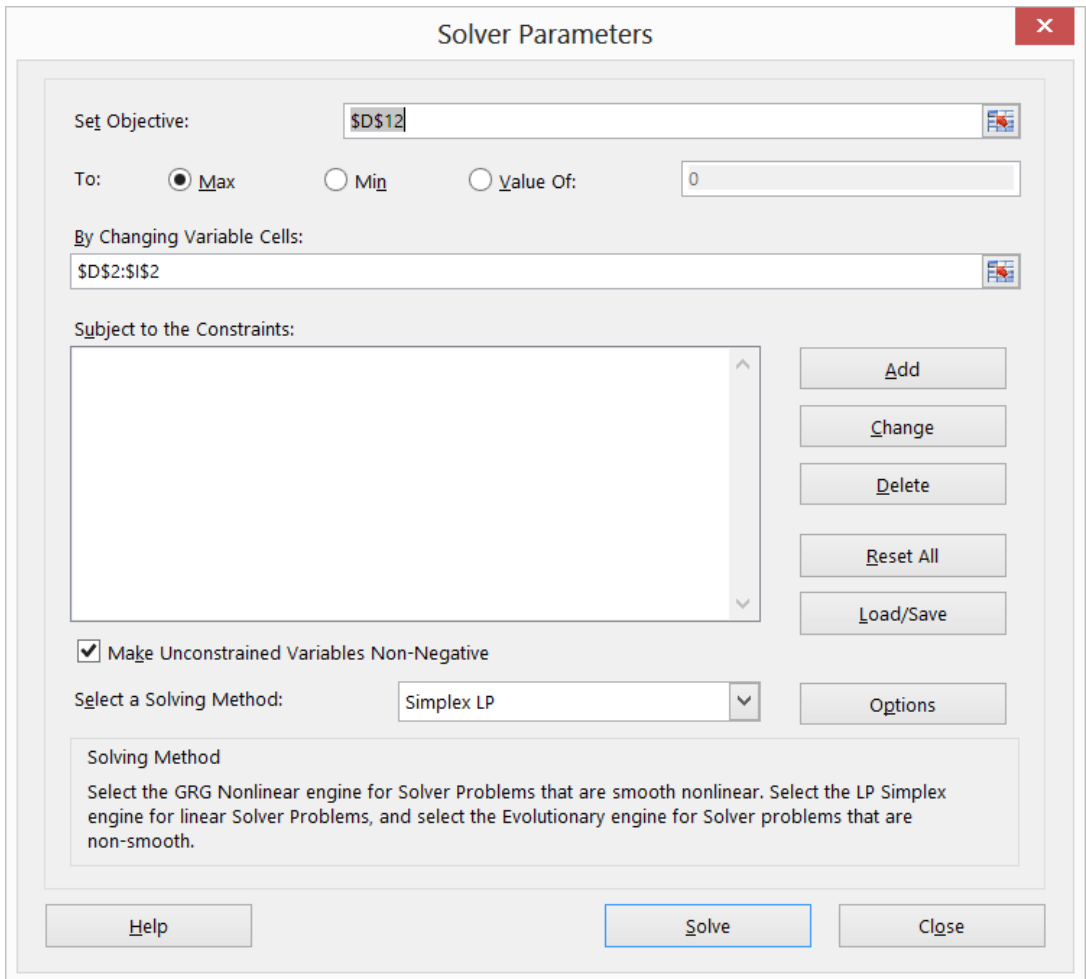 Solver Parameters
Set Objective: $D$12
To: Max Min Value Of: 0
By Changing Variable Cells:
$D$2:$I$2
Subject to the Constraints:
Add
Change
Delete
Reset All
Load/Save
Make Unconstrained Variables Non-Negative
Select a Solving Method: Simplex LP Options
Solving Method
Select the GRG Nonlinear engine for Solver Problems that are smooth nonlinear. Select the LP Simplex
engine for linear Solver Problems, and select the Evolutionary engine for Solver problems that are
non-smooth.
Help Solve Close